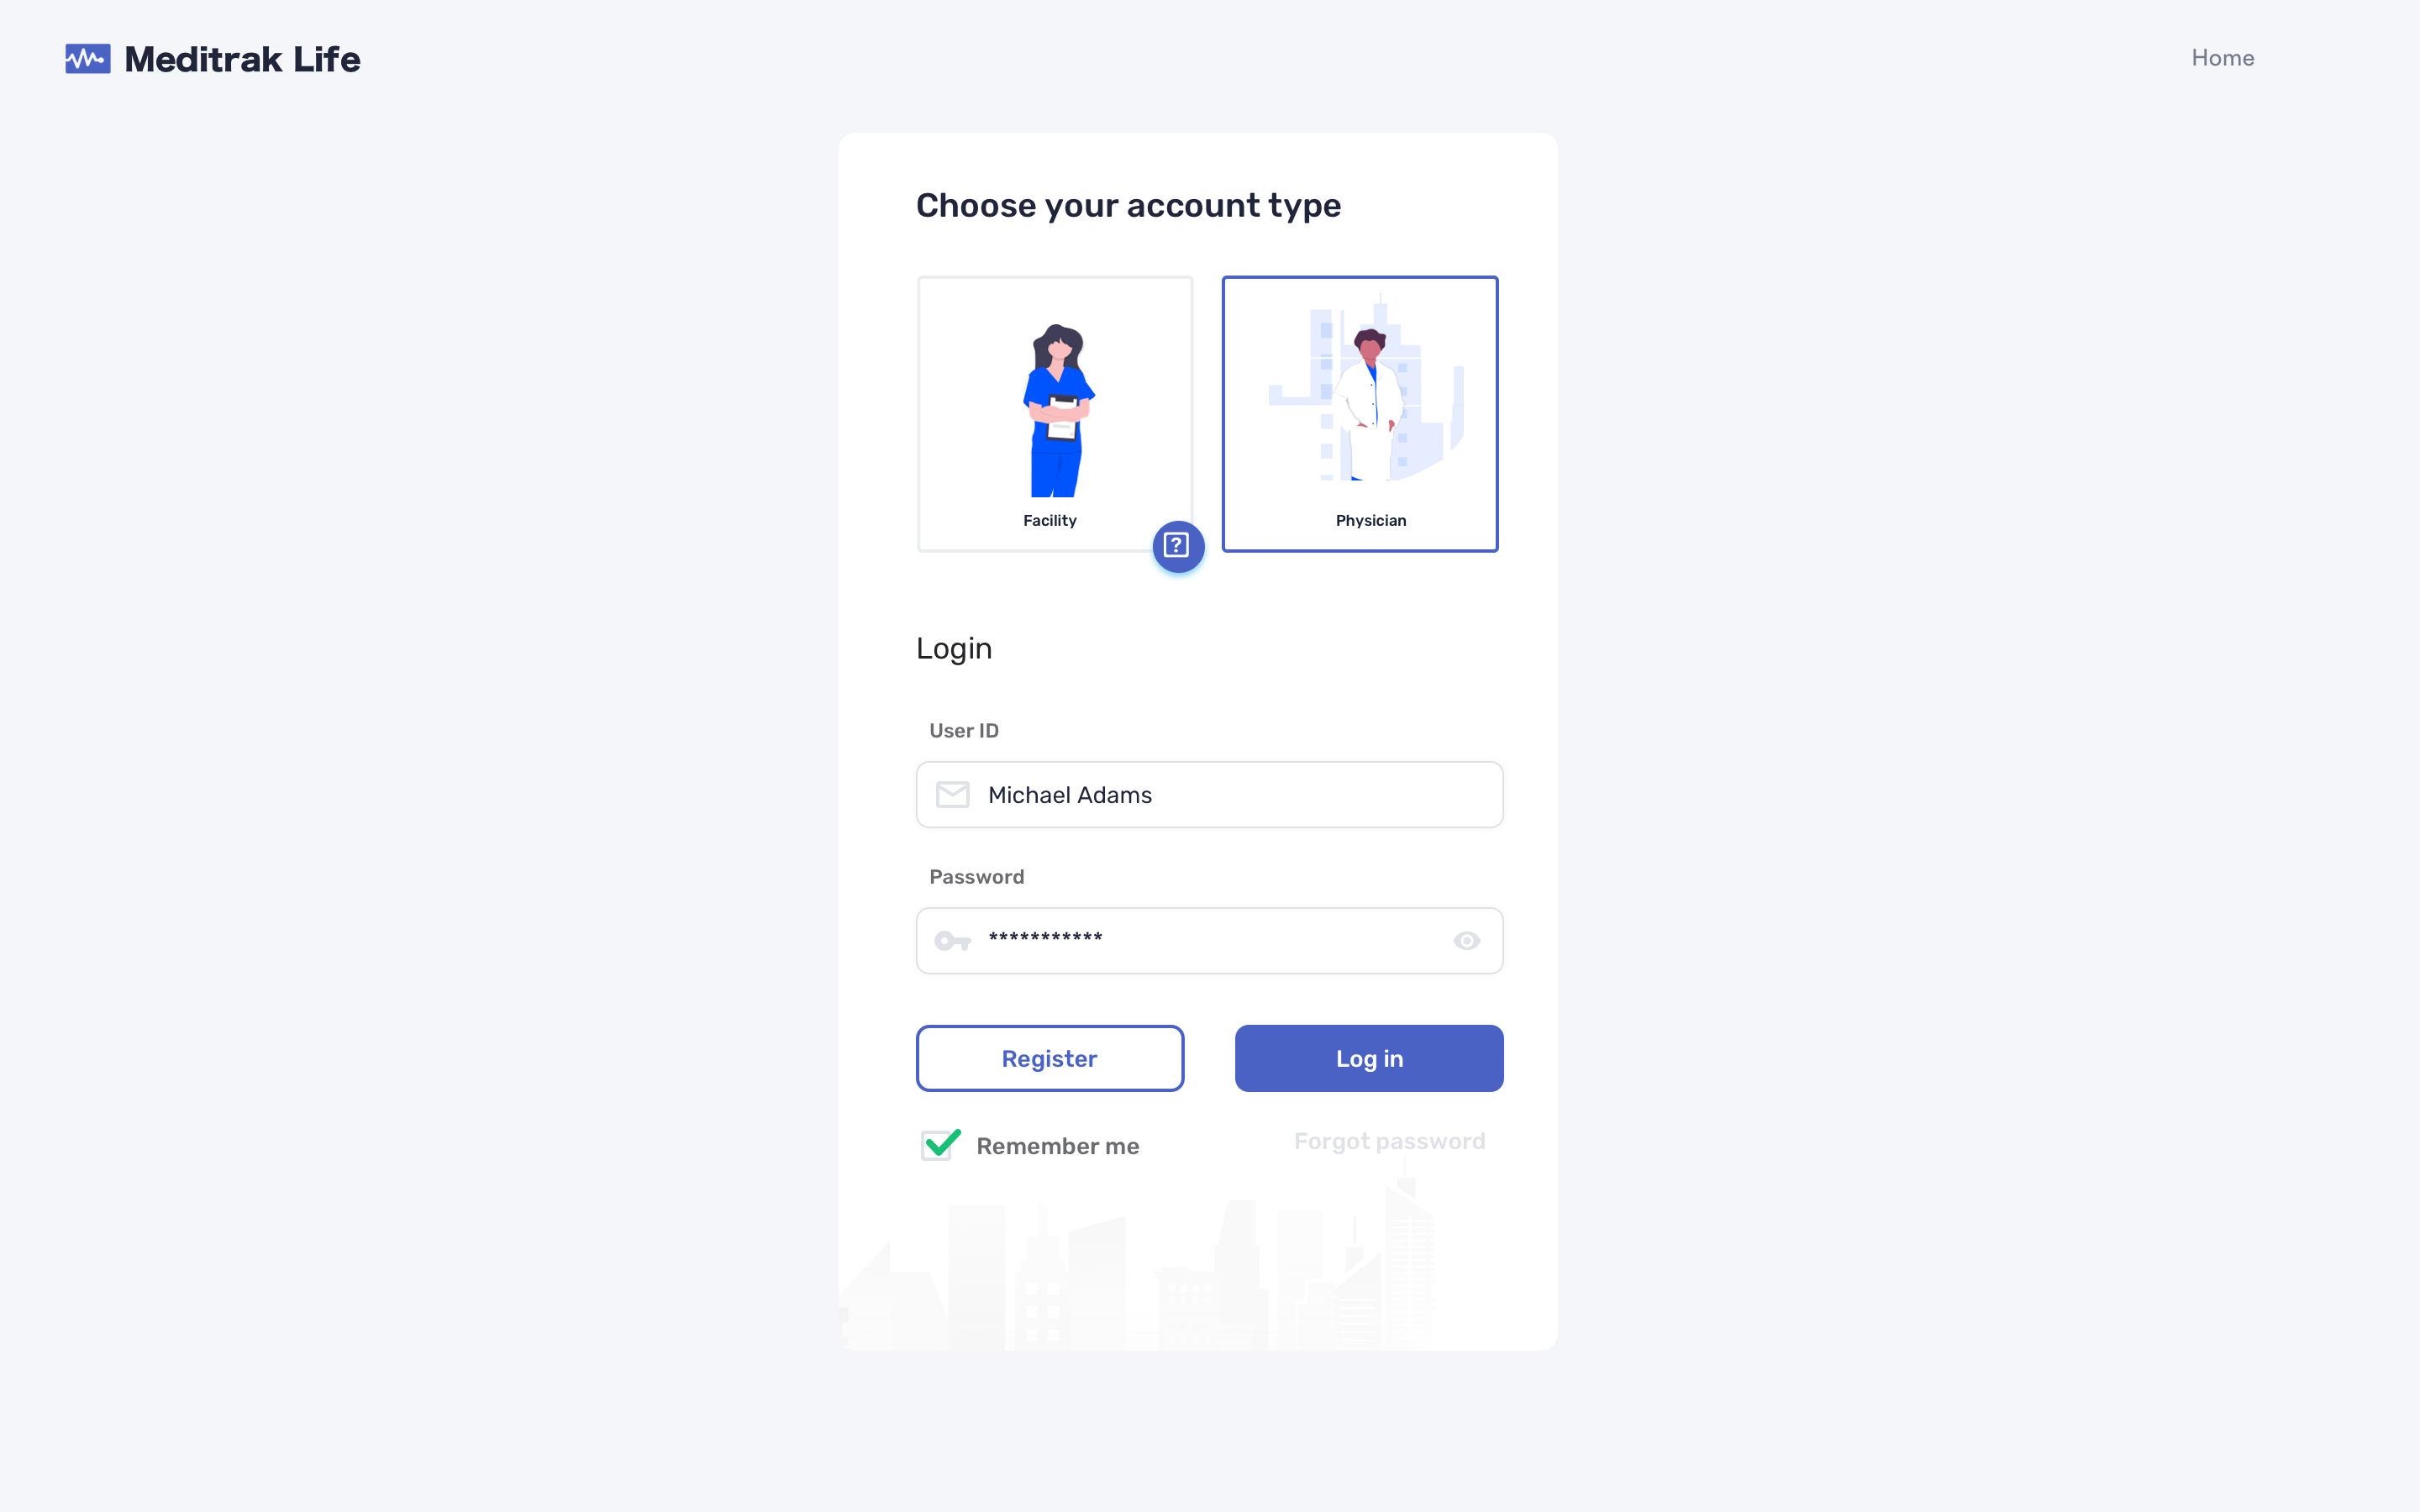 Meditrak Life
Home
Choose your account type
Facility
?
Physician
Login
User ID
Michael Adams
Password
***********
Register
Log in
Remember me
Forgot password